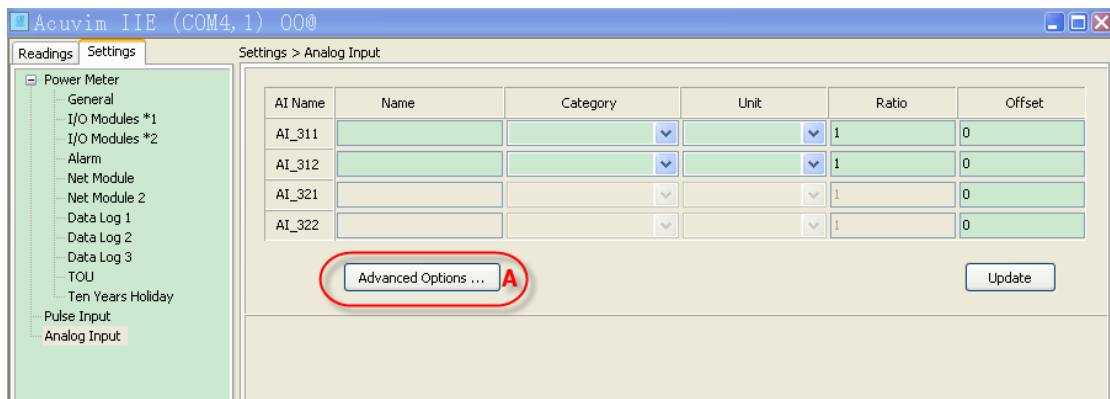 Acuvim IIE (COM4, 1) 00@
Readings Settings
Settings > Analog Input
Power Meter
General
I/O Modules *1
I/O Modules *2
Alarm
Net Module
Net Module 2
Data Log 1
Data Log 2
Data Log 3
TOU
Ten Years Holiday
Pulse Input
Analog Input
AI Name Name Category Unit Ratio Offset
AI_311 1 0
AI_312 1 0
AI_321 1 0
AI_322 1 0
Advanced Options ... A
Update